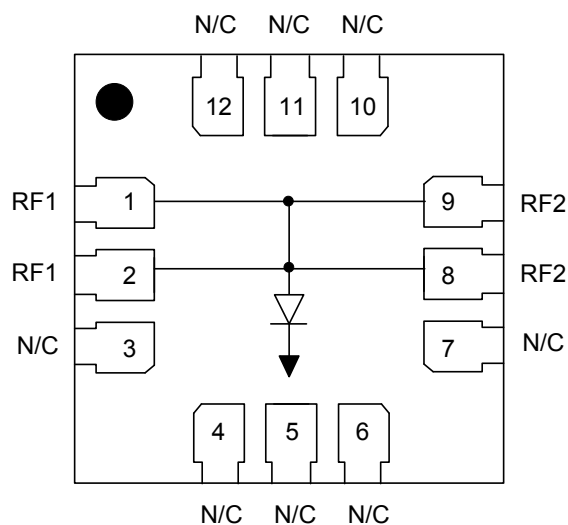 N/C N/C N/C
12 11 10
RF1 1 9 RF2
RF1 2 8 RF2
N/C 3 7 N/C
4 5 6
N/C N/C N/C